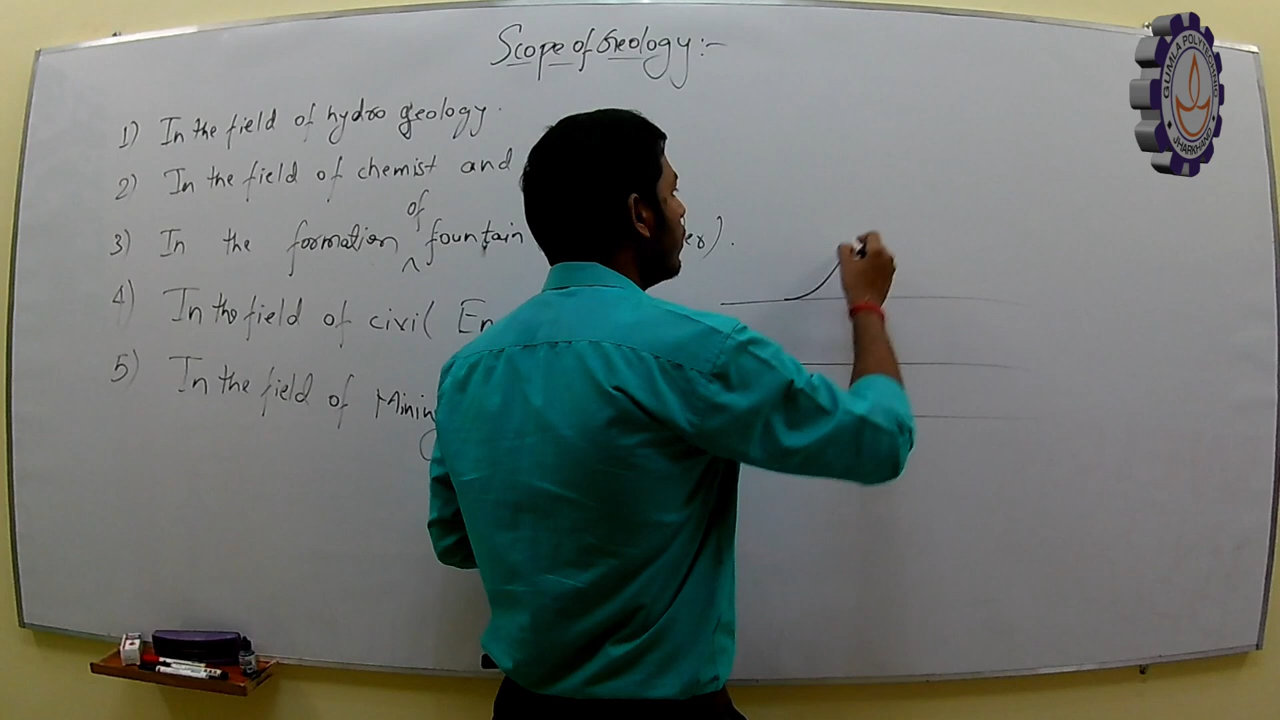 Scope of Geology :-
1) In the field of hydro geology.
2) In the field of chemist and
3) In the formation of fountain er).
4) In the field of civil En
5) In the field of Mining
GUMLA POLYTECHNIC
JHARKHAND